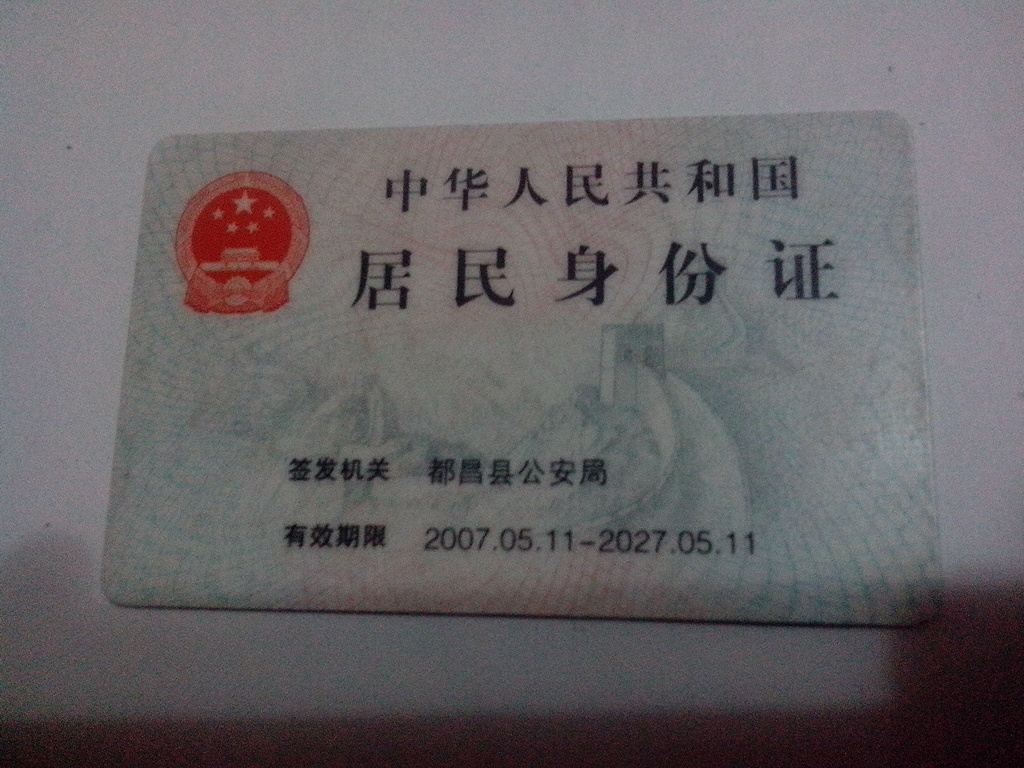 中华人民共和国
居民身份证
签发机关 都昌县公安局
有效期限 2007.05.11-2027.05.11